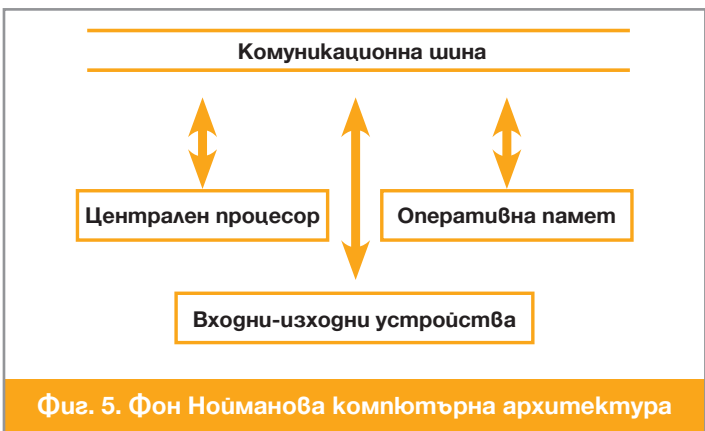 Комуникационна шина
Централен процесор
Оперативна памет
Входни-изходни устройства
Фиг. 5. Фон Нойманова компютърна архитектура